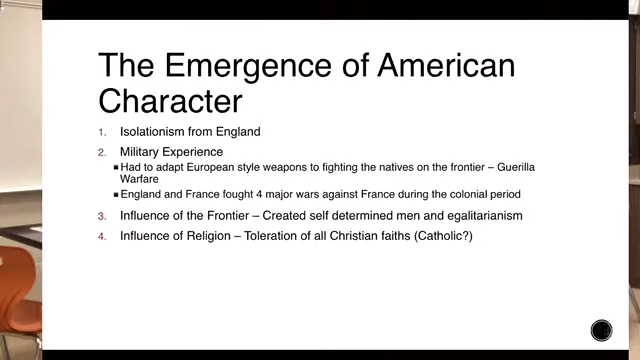 The Emergence of American
Character
1. Isolationism from England
2. Military Experience
Had to adapt European style weapons to fighting the natives on the frontier – Guerilla
Warfare
England and France fought 4 major wars against France during the colonial period
3. Influence of the Frontier – Created self determined men and egalitarianism
4. Influence of Religion – Toleration of all Christian faiths (Catholic?)